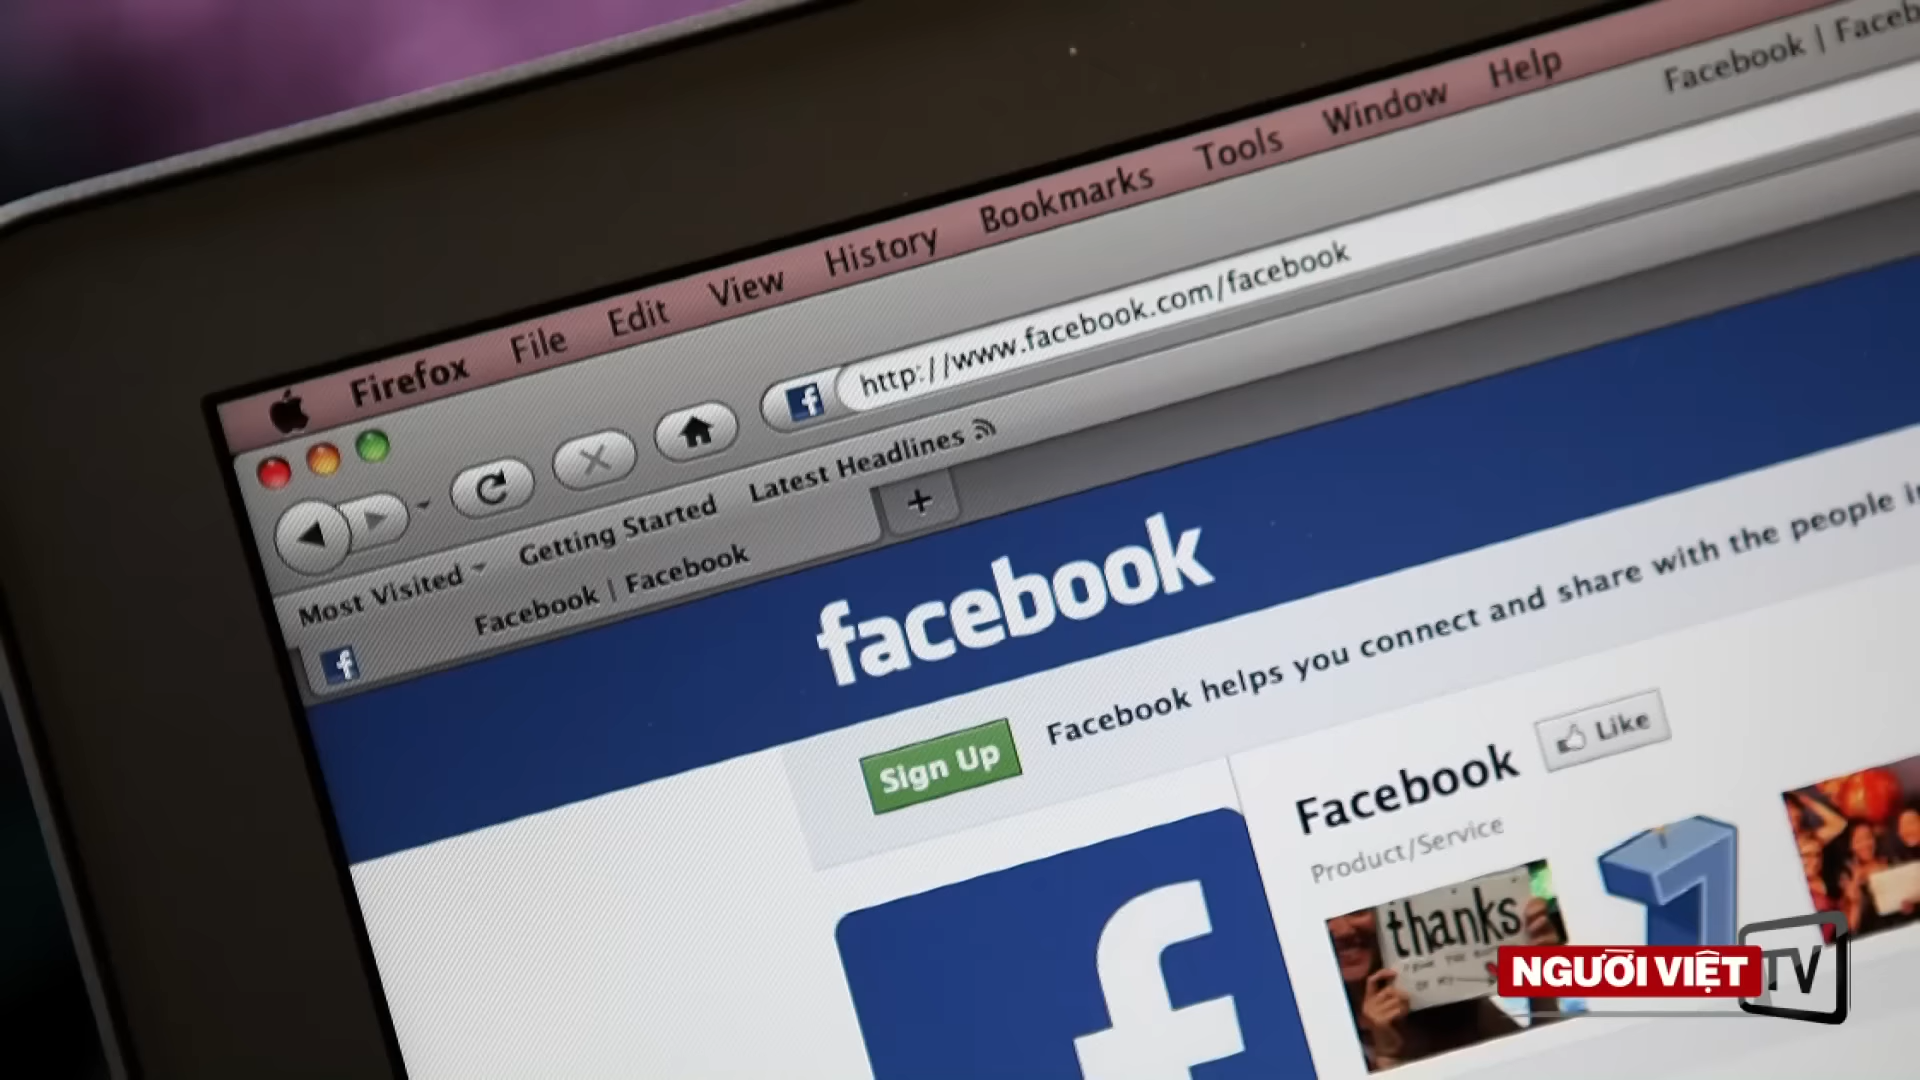 Firefox File Edit View History Bookmarks Tools Window Help
Facebook | Faceb
http://www.facebook.com/facebook
Most Visited Getting Started Latest Headlines
Facebook | Facebook
facebook
Sign Up Facebook helps you connect and share with the people i
Facebook Like
Product/Service
thanks
NGƯỜI VIỆT TV